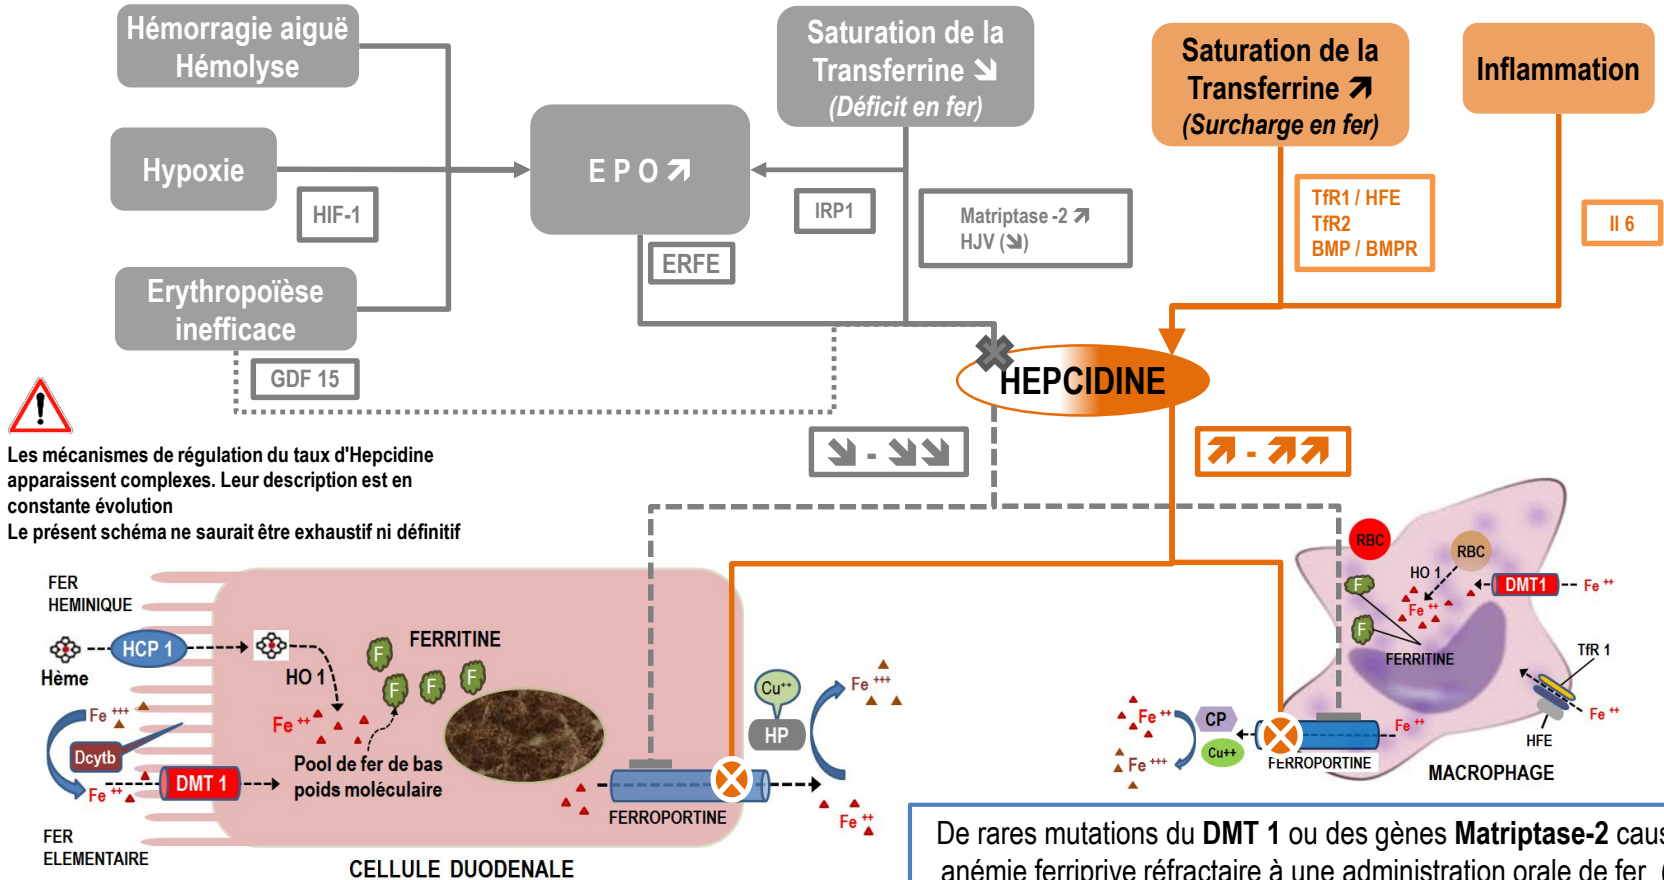 Hémorragie aiguë
Hémolyse
Hypoxie
Erythropoïèse
inefficace
HIF-1
GDF 15
E P O ↗
ERFE
Saturation de la
Transferrine ↘
(Déficit en fer)
IRP1
Matriptase -2 ↗
HJV (↘)
Saturation de la
Transferrine ↗
(Surcharge en fer)
TfR1 / HFE
TfR2
BMP / BMPR
Inflammation
Il 6
HEPCIDINE
↘ - ↘↘
↗ - ↗↗
Les mécanismes de régulation du taux d'Hepcidine
apparaissent complexes. Leur description est en
constante évolution
Le présent schéma ne saurait être exhaustif ni définitif
FER
HEMINIQUE
Hème
HCP 1
HO 1
Fe ++
F
F
F
F
FERRITINE
Pool de fer de bas
poids moléculaire
Fe +++
Dcytb
Fe ++
DMT 1
FER
ELEMENTAIRE
FERROPORTINE
Cu++
HP
Fe +++
Fe ++
CELLULE DUODENALE
RBC
RBC
HO 1
Fe ++
DMT1
Fe ++
F
F
FERRITINE
TfR 1
Fe ++
HFE
Fe ++
CP
Cu++
Fe +++
Fe ++
FERROPORTINE
MACROPHAGE
De rares mutations du DMT 1 ou des gènes Matriptase-2 caus
anémie ferriprive réfractaire à une administration orale de fer (